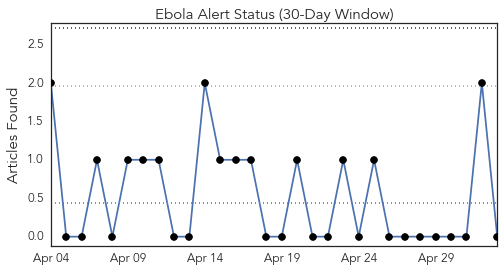 Ebola Alert Status (30-Day Window)
Articles Found
2.5
2.0
1.5
1.0
0.5
0.0
Apr 04 Apr 09 Apr 14 Apr 19 Apr 24 Apr 29